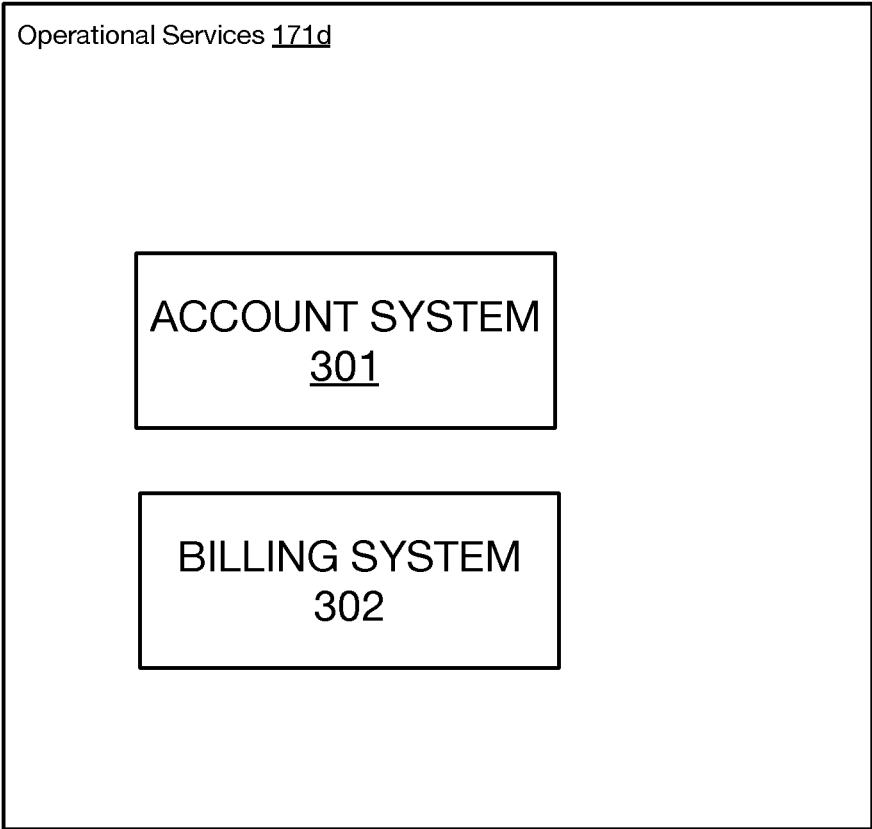 Operational Services 171d
ACCOUNT SYSTEM
301
BILLING SYSTEM
302